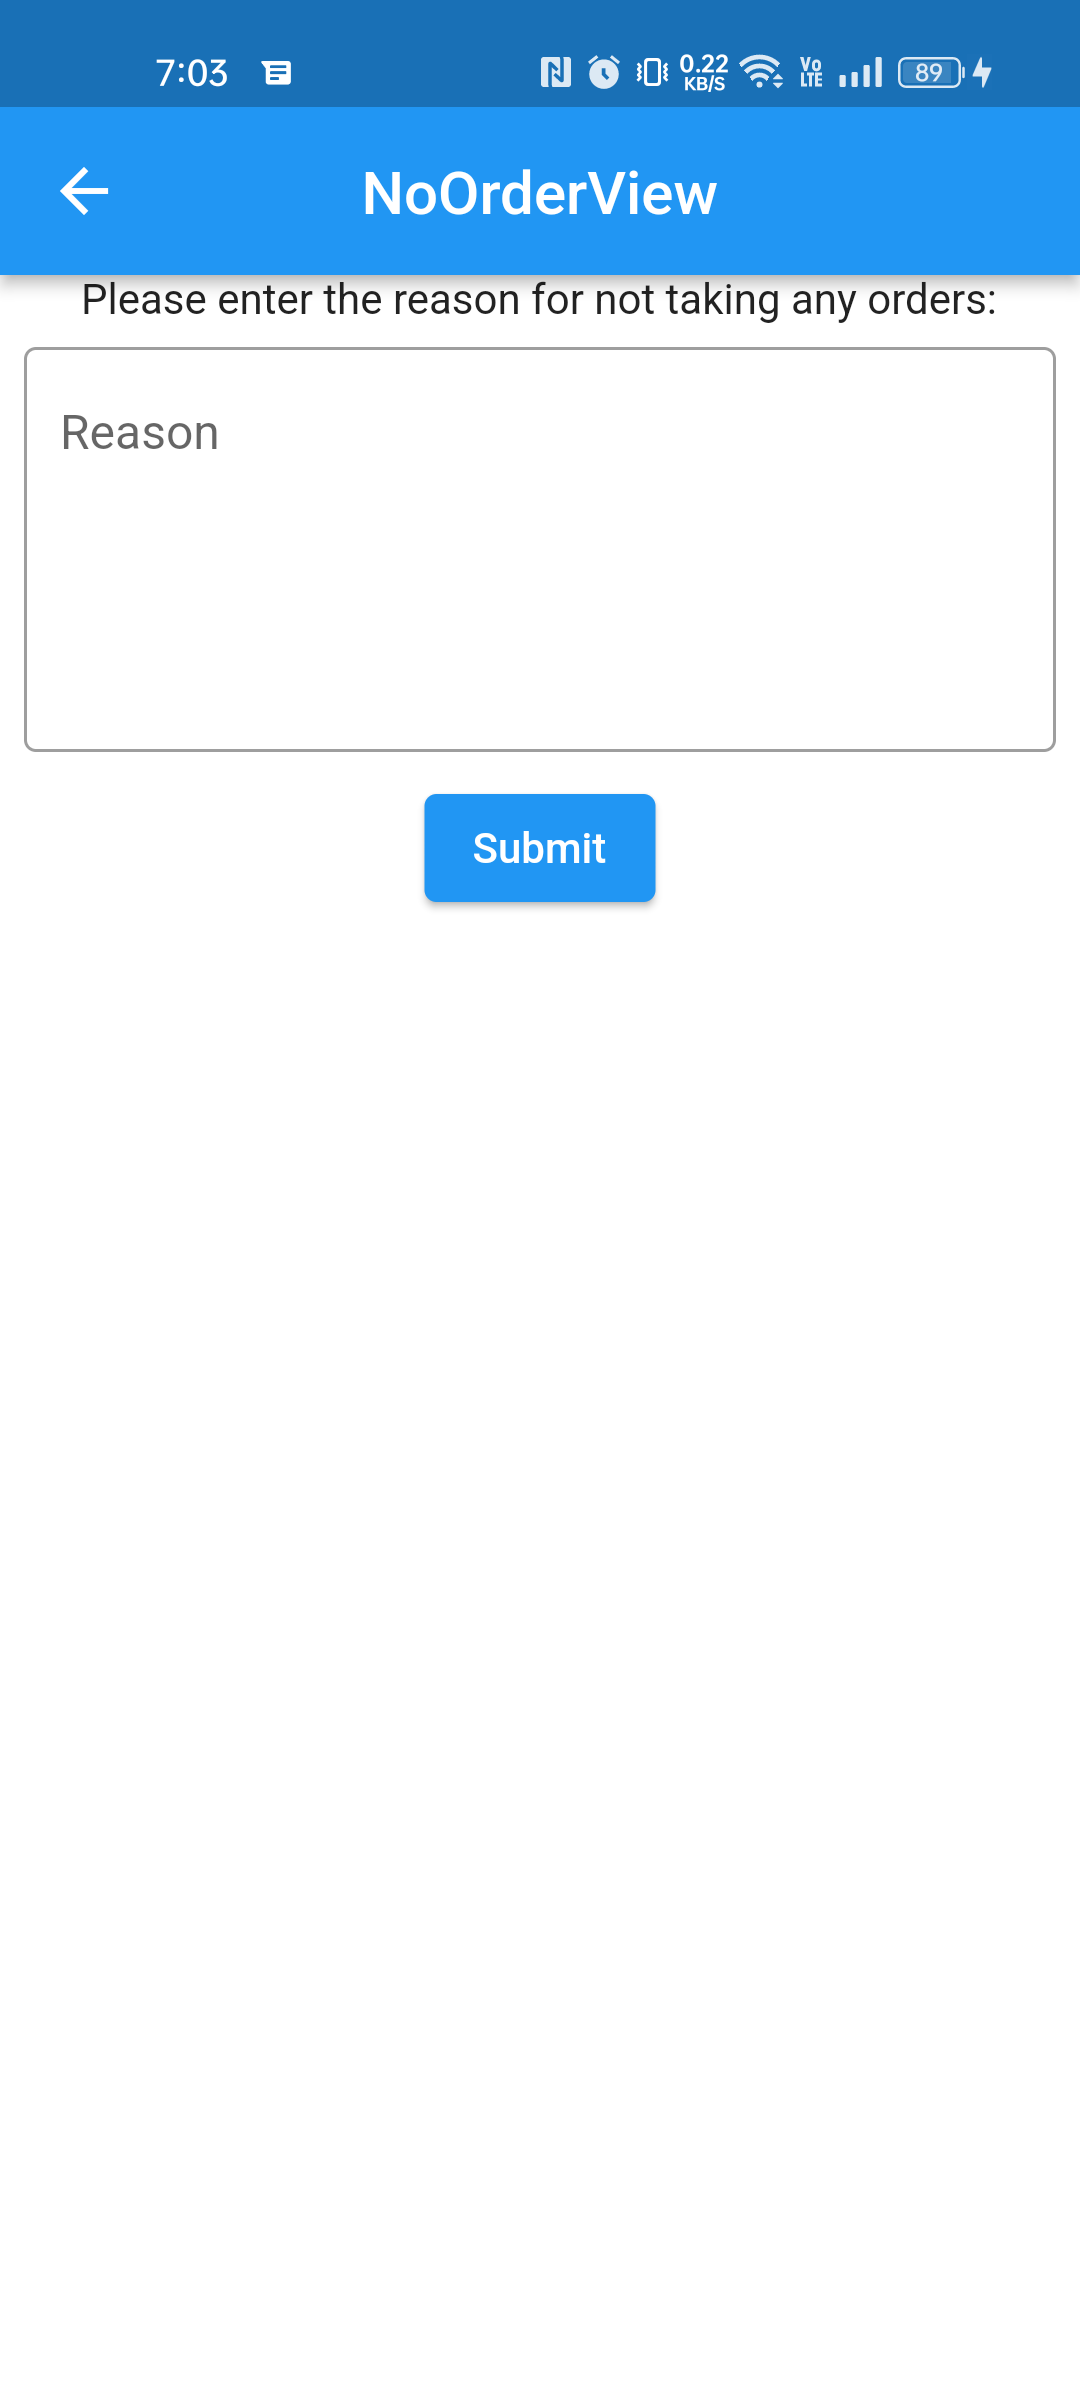 7:03
0.22
KB/S
Vo
LTE
89
NoOrderView
Please enter the reason for not taking any orders:
Reason
Submit